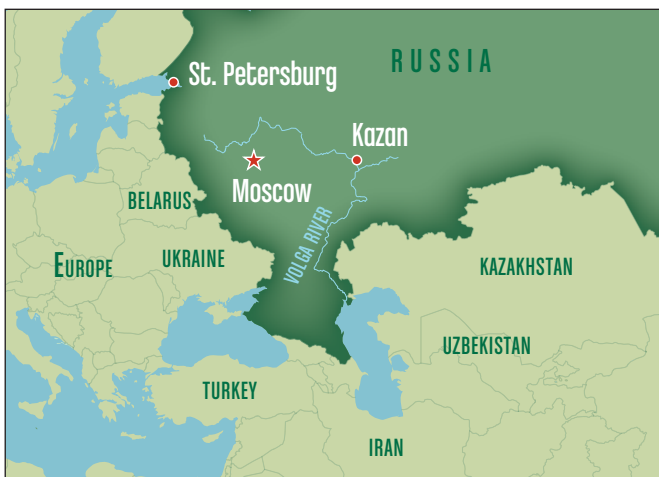 RUSSIA
St. Petersburg
Kazan
Moscow
BELARUS
VOLGA RIVER
EUROPE
UKRAINE
KAZAKHSTAN
UZBEKISTAN
TURKEY
IRAN